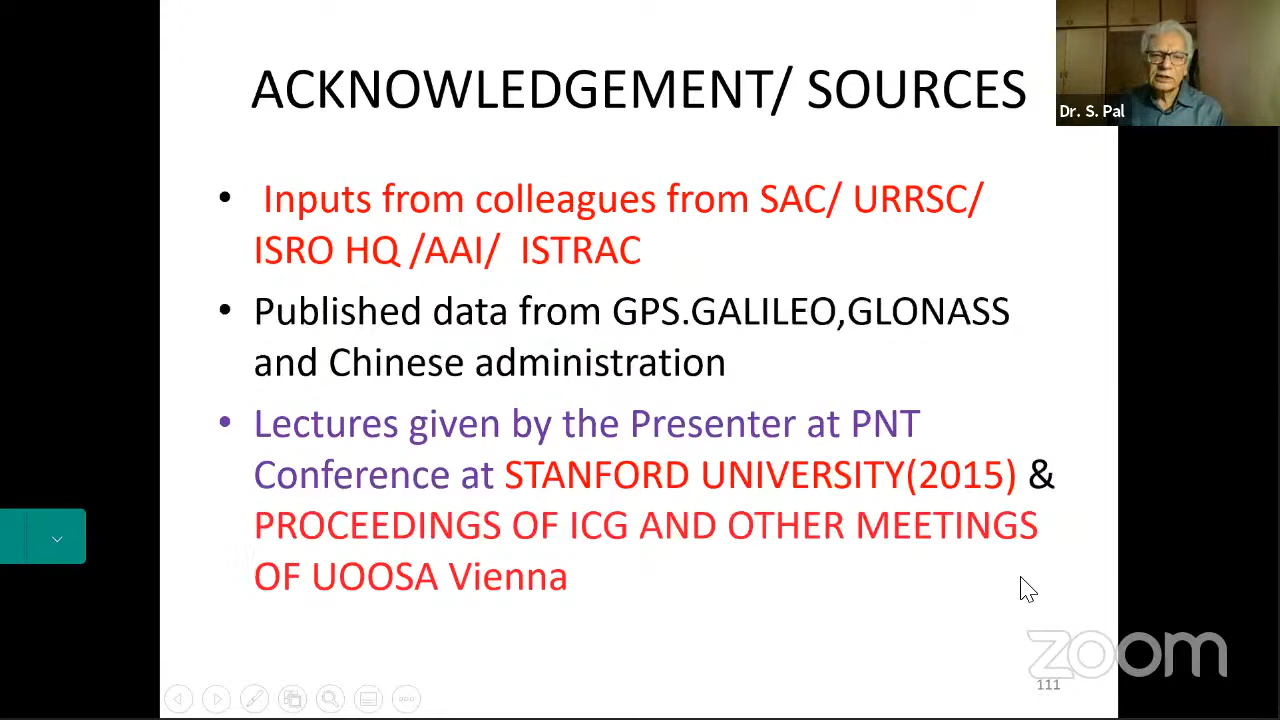 ACKNOWLEDGEMENT/ SOURCES
Dr. S. Pal
• Inputs from colleagues from SAC/ URRSC/
ISRO HQ /AAI/ ISTRAC
• Published data from GPS.GALILEO,GLONASS
and Chinese administration
• Lectures given by the Presenter at PNT
Conference at STANFORD UNIVERSITY(2015) &
PROCEEDINGS OF ICG AND OTHER MEETINGS
OF UOOSA Vienna
zoom
111